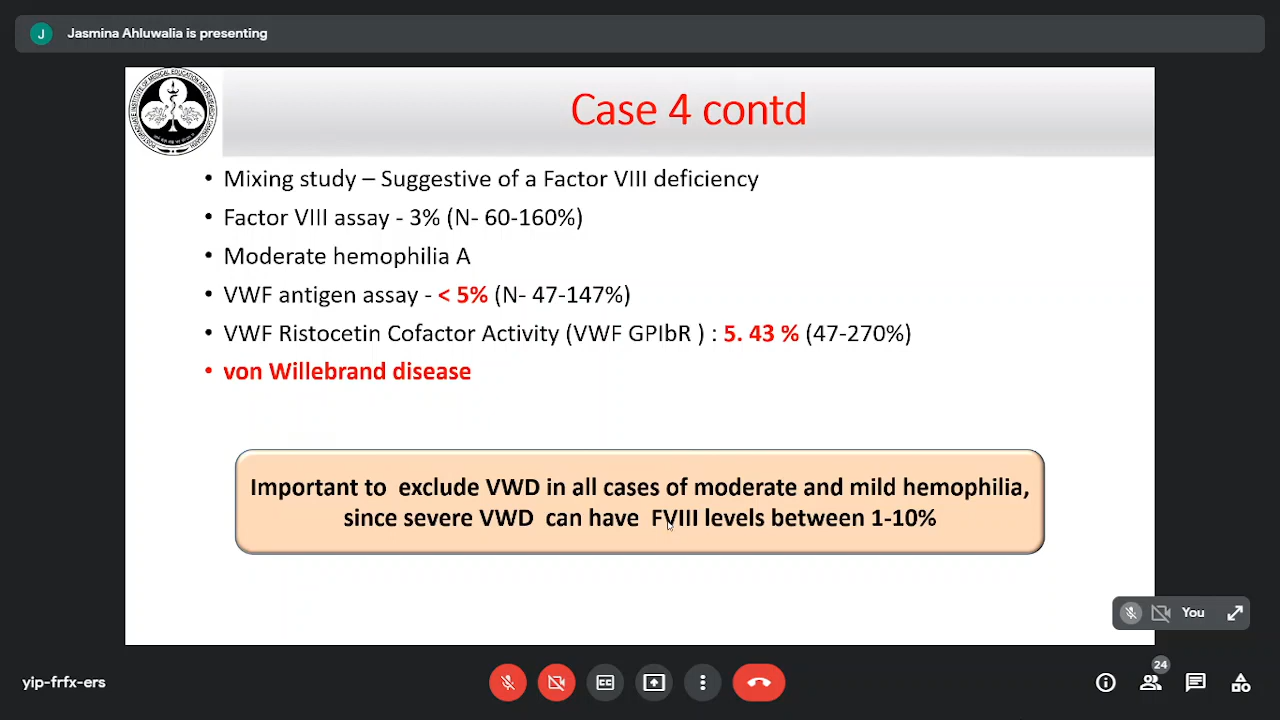 J
Jasmina Ahluwalia is presenting
Case 4 contd
• Mixing study – Suggestive of a Factor VIII deficiency
• Factor VIII assay - 3% (N- 60-160%)
• Moderate hemophilia A
• VWF antigen assay - < 5% (N- 47-147%)
• VWF Ristocetin Cofactor Activity (VWF GPIbR ) : 5. 43 % (47-270%)
• von Willebrand disease
Important to exclude VWD in all cases of moderate and mild hemophilia,
since severe VWD can have FVIII levels between 1-10%
You
yip-frfx-ers
CC
24